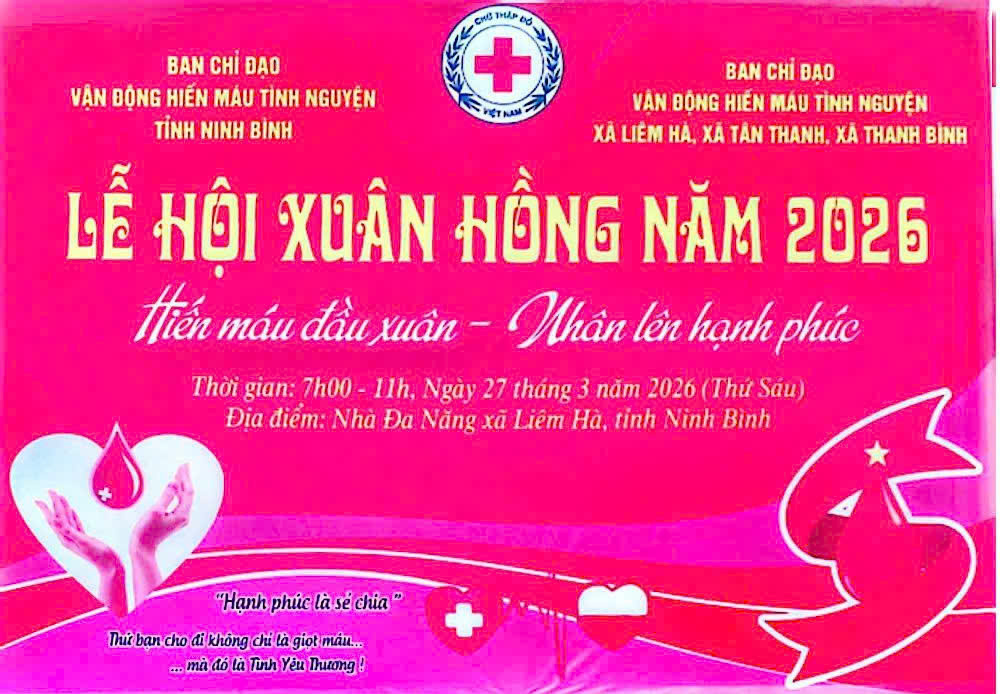 CHỮ THẬP ĐỎ
VIỆT NAM
BAN CHỈ ĐẠO
VẬN ĐỘNG HIẾN MÁU TÌNH NGUYỆN
TỈNH NINH BÌNH
BAN CHỈ ĐẠO
VẬN ĐỘNG HIẾN MÁU TÌNH NGUYỆN
XÃ LIÊM HÀ, XÃ TÂN THANH, XÃ THANH BÌNH
LỄ HỘI XUÂN HỒNG NĂM 2026
Hiến máu đầu xuân – Nhân lên hạnh phúc
Thời gian: 7h00 - 11h, Ngày 27 tháng 3 năm 2026 (Thứ Sáu)
Địa điểm: Nhà Đa Năng xã Liêm Hà, tỉnh Ninh Bình
"Hạnh phúc là sẻ chia"
Thứ bạn cho đi không chỉ là giọt máu...
... mà đó là Tình Yêu Thương !